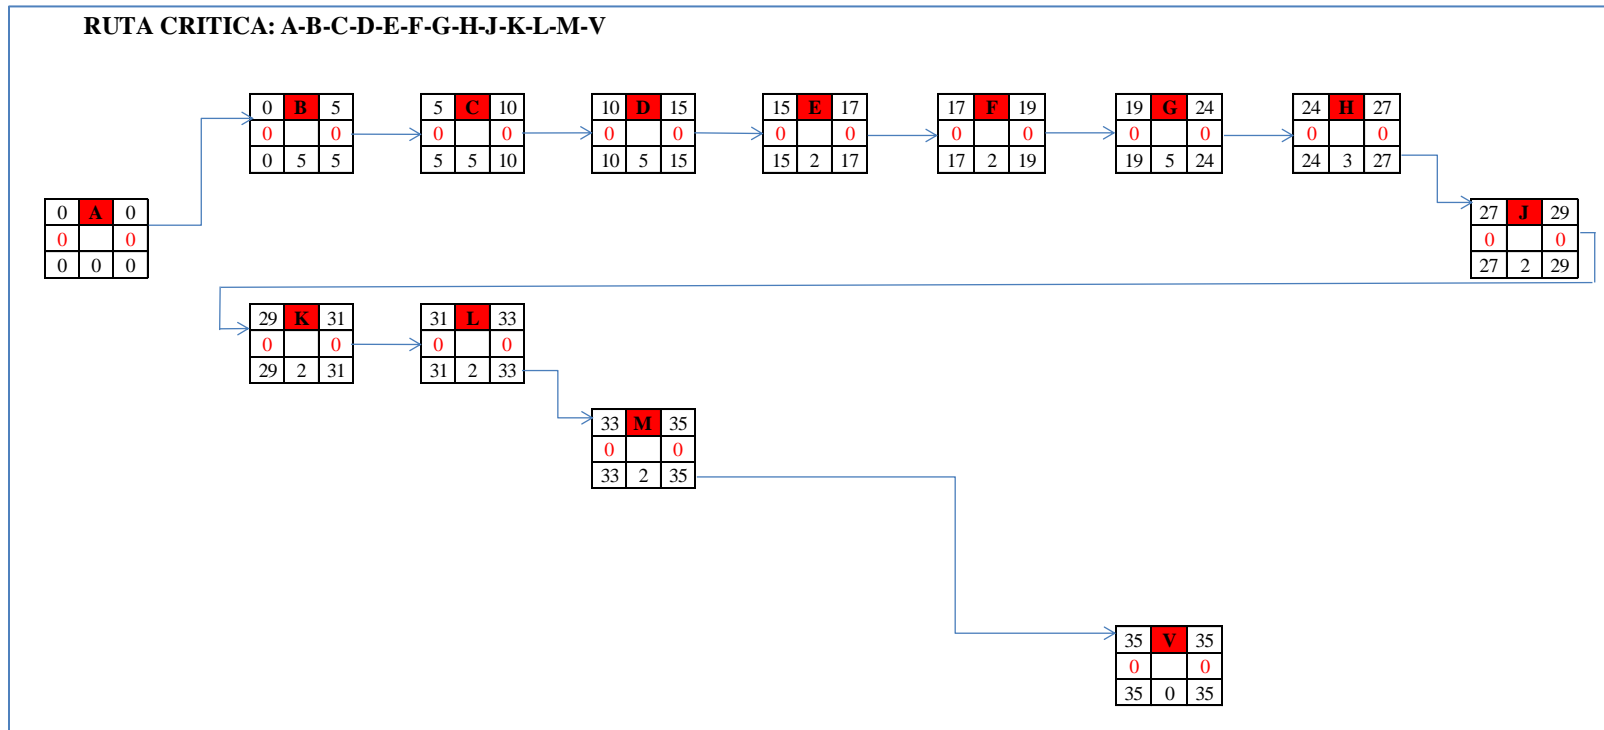 RUTA CRITICA: A-B-C-D-E-F-G-H-J-K-L-M-V
0 B 5
0 0
0 5 5
5 C 10
0 0
5 5 10
10 D 15
0 0
10 5 15
15 E 17
0 0
15 2 17
17 F 19
0 0
17 2 19
19 G 24
0 0
19 5 24
24 H 27
0 0
24 3 27
0 A 0
0 0
0 0 0
27 J 29
0 0
27 2 29
29 K 31
0 0
29 2 31
31 L 33
0 0
31 2 33
33 M 35
0 0
33 2 35
35 V 35
0 0
35 0 35